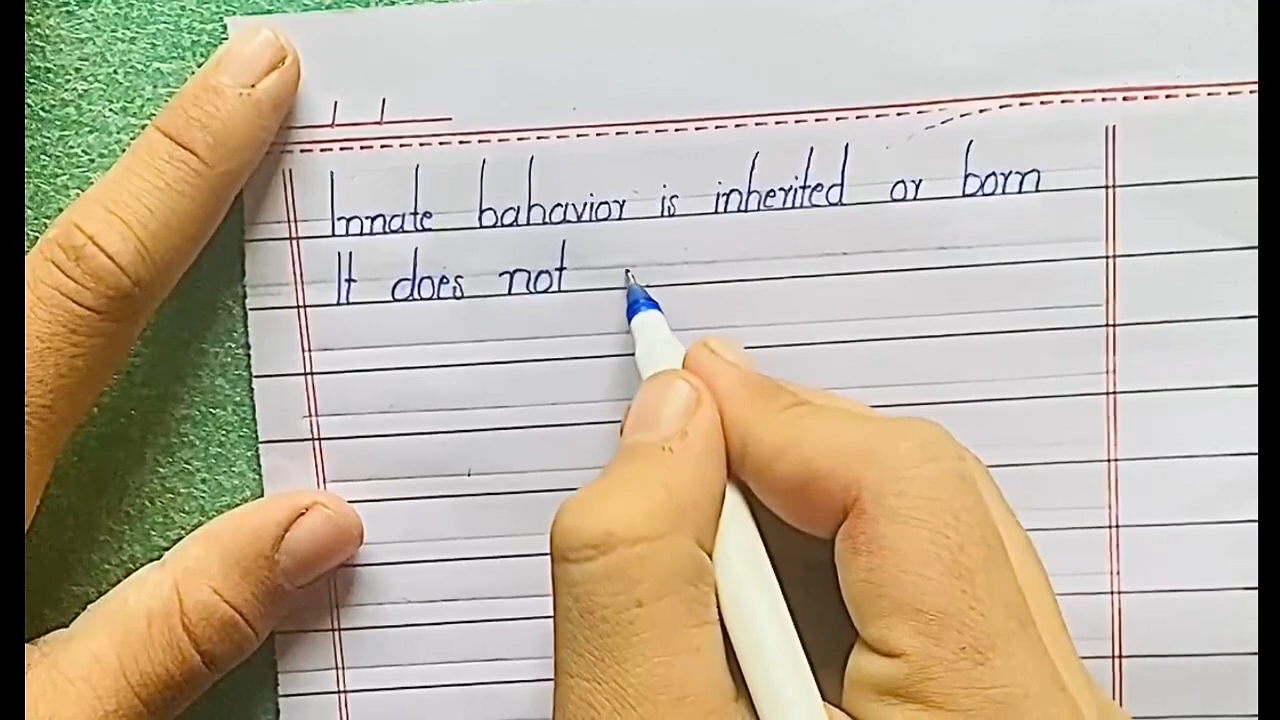 Innate bahavior is inherited or born
It does not